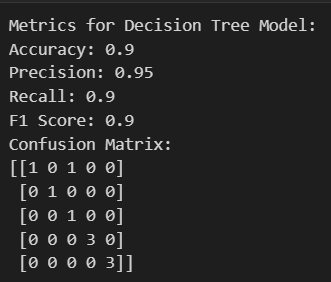 Metrics for Decision Tree Model:
Accuracy: 0.9
Precision: 0.95
Recall: 0.9
F1 Score: 0.9
Confusion Matrix:
[[1 0 1 0 0]
 [0 1 0 0 0]
 [0 0 1 0 0]
 [0 0 0 3 0]
 [0 0 0 0 3]]